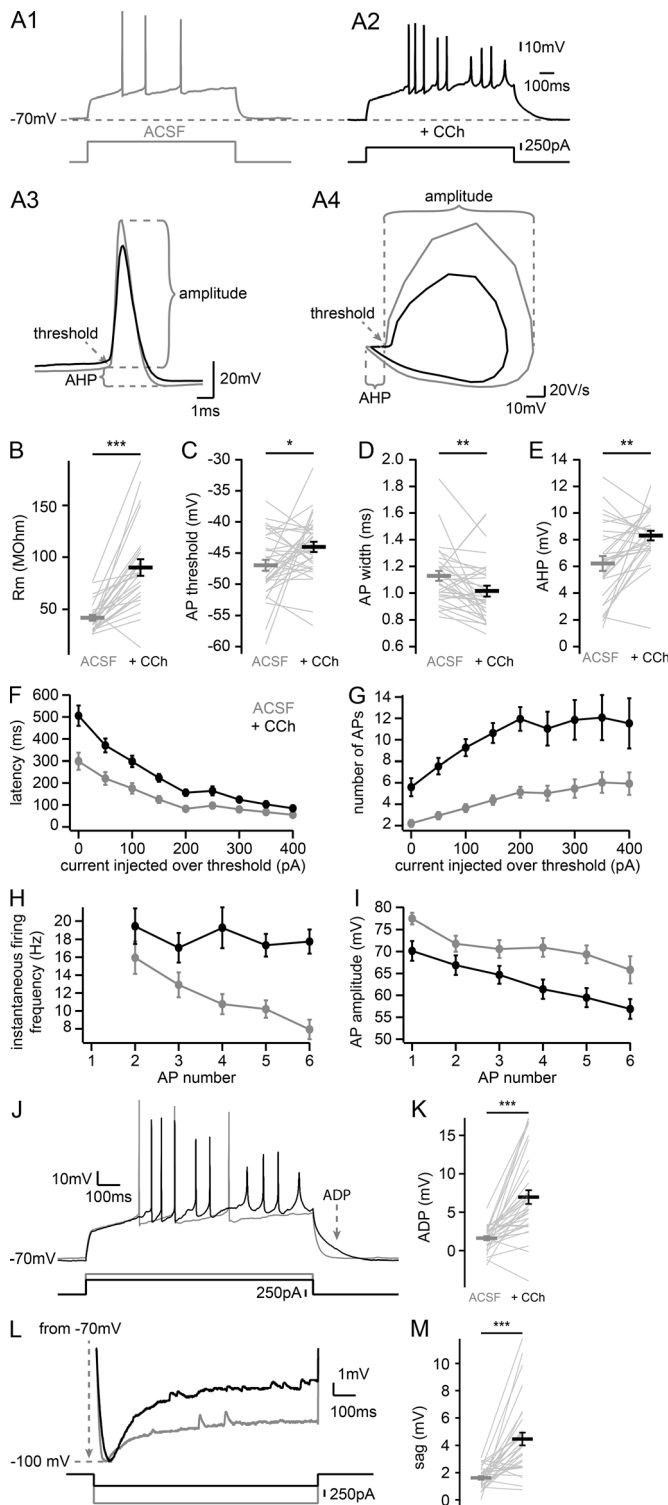 A1
A2
10mV
100ms
-70mV
ACSF
+ CCh
250pA
A3
A4
amplitude
amplitude
threshold
threshold
AHP
20mV
1ms
AHP
20V/s
10mV
B
***
C
*
D
**
E
**
Rm (MOhm)
150
100
50
ACSF + CCh
AP threshold (mV)
-30
-35
-40
-45
-50
-55
-60
ACSF + CCh
AP width (ms)
2.0
1.8
1.6
1.4
1.2
1.0
0.8
0.6
ACSF + CCh
AHP (mV)
14
12
10
8
6
4
2
0
ACSF + CCh
F
latency (ms)
600
500
400
300
200
100
0
ACSF
+ CCh
0 100 200 300 400
current injected over threshold (pA)
G
number of APs
14
12
10
8
6
4
2
0 100 200 300 400
current injected over threshold (pA)
H
instantaneous firing
frequency (Hz)
20
18
16
14
12
10
8
1 2 3 4 5 6
AP number
I
AP amplitude (mV)
80
75
70
65
60
55
50
1 2 3 4 5 6
AP number
J
10mV
100ms
ADP
-70mV
250pA
K
***
ADP (mV)
15
10
5
0
ACSF + CCh
L
from -70mV
1mV
100ms
-100 mV
250pA
M
***
sag (mV)
10
8
6
4
2
0